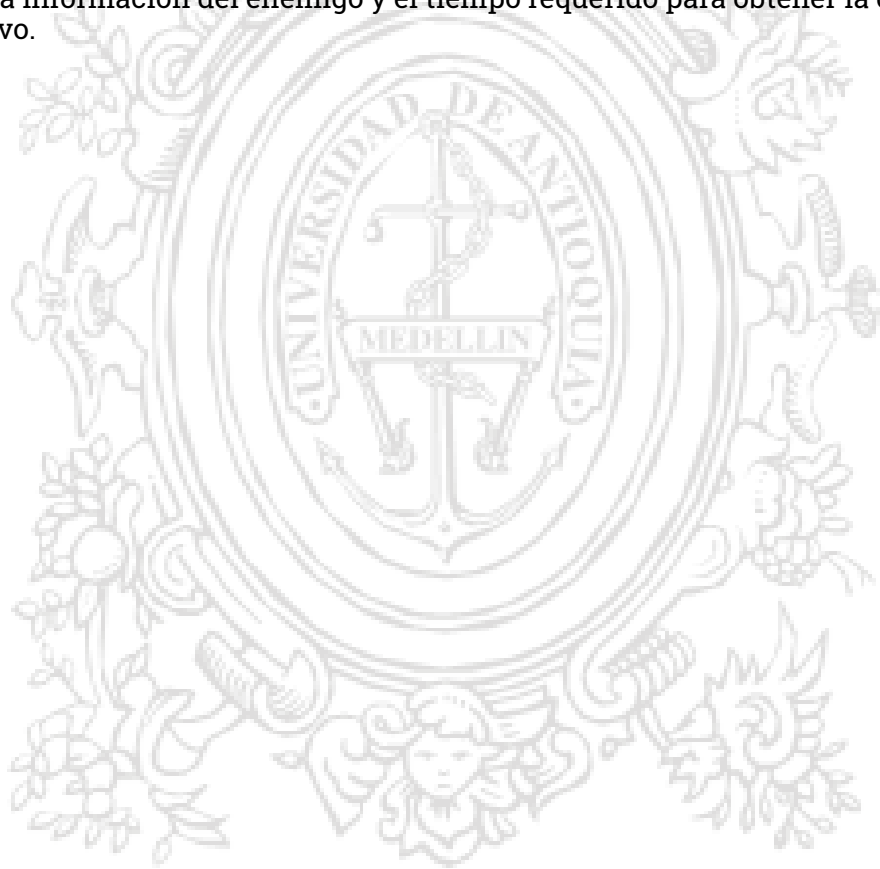 a información del enemigo y el tiempo requerido para obtener la
vo.
UNIVERSIDAD DE ANTIOQUIA
MEDELLIN